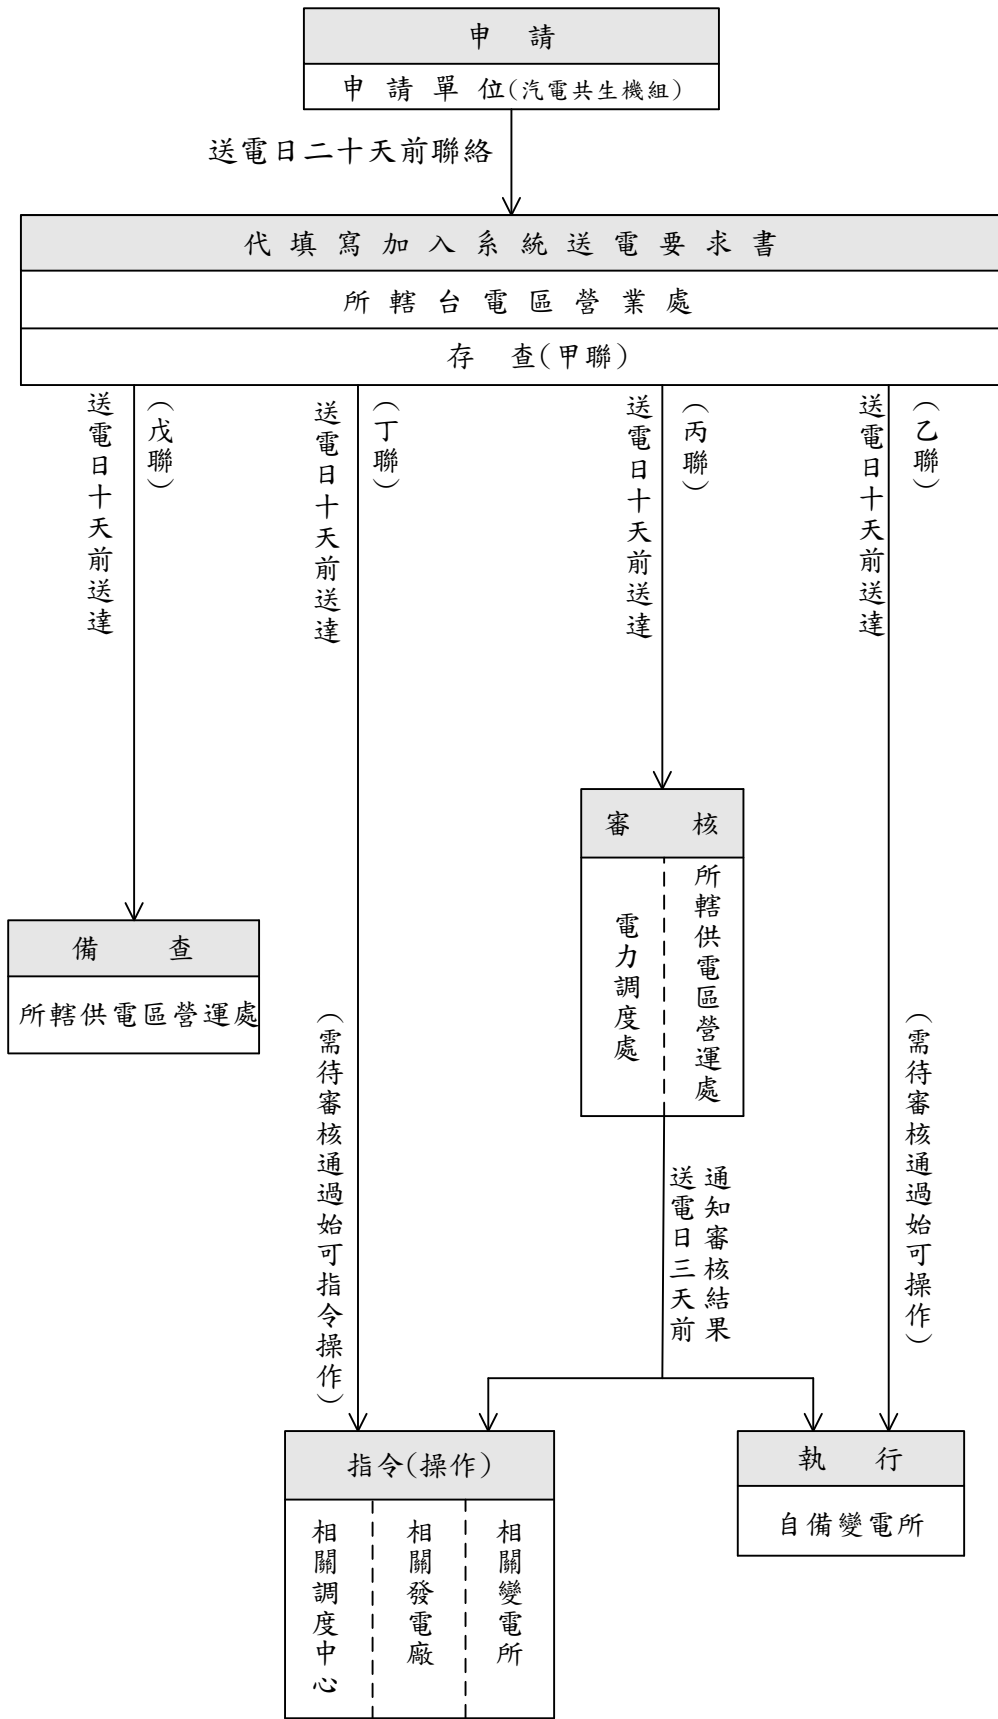 申請
申請單位(汽電共生機組)
送電日二十天前聯絡
代填寫加入系統送電要求書
所轄台電區營業處
存查(甲聯)
送電日十天前送達
(戊聯)
送電日十天前送達
(丁聯)
送電日十天前送達
(丙聯)
送電日十天前送達
(乙聯)
審核
所轄供電區營運處
電力調度處
備查
所轄供電區營運處
(需待審核通過始可指令操作)
(需待審核通過始可操作)
通知審核結果
送電日三天前
指令(操作)
相關調度中心
相關發電廠
相關變電所
執行
自備變電所